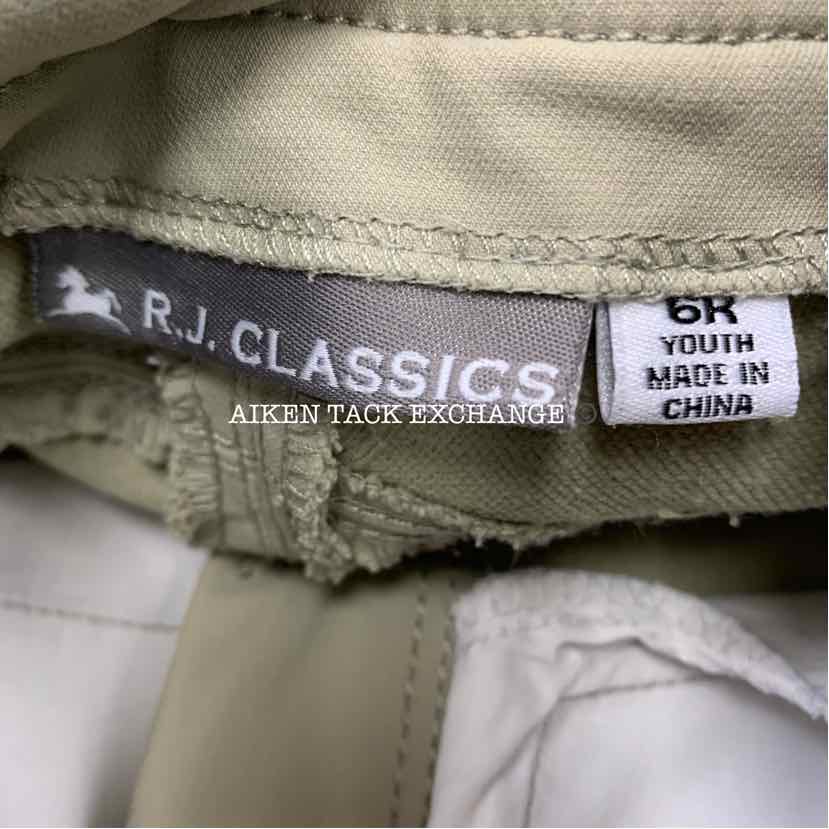 R.J. CLASSICS
6R
YOUTH
MADE IN
CHINA
AIKEN TACK EXCHANGE